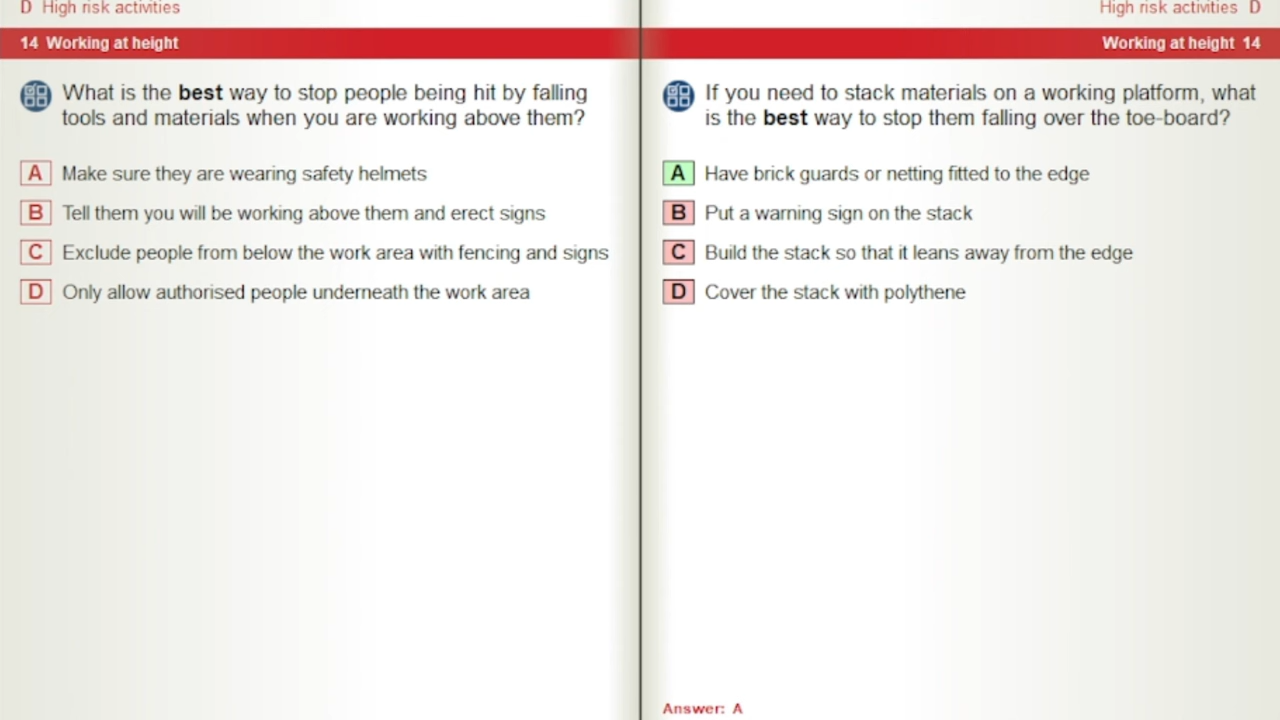 D High risk activities
14 Working at height
What is the best way to stop people being hit by falling
tools and materials when you are working above them?
A Make sure they are wearing safety helmets
B Tell them you will be working above them and erect signs
C Exclude people from below the work area with fencing and signs
D Only allow authorised people underneath the work area
High risk activities D
Working at height 14
If you need to stack materials on a working platform, what
is the best way to stop them falling over the toe-board?
A Have brick guards or netting fitted to the edge
B Put a warning sign on the stack
C Build the stack so that it leans away from the edge
D Cover the stack with polythene
Answer: A